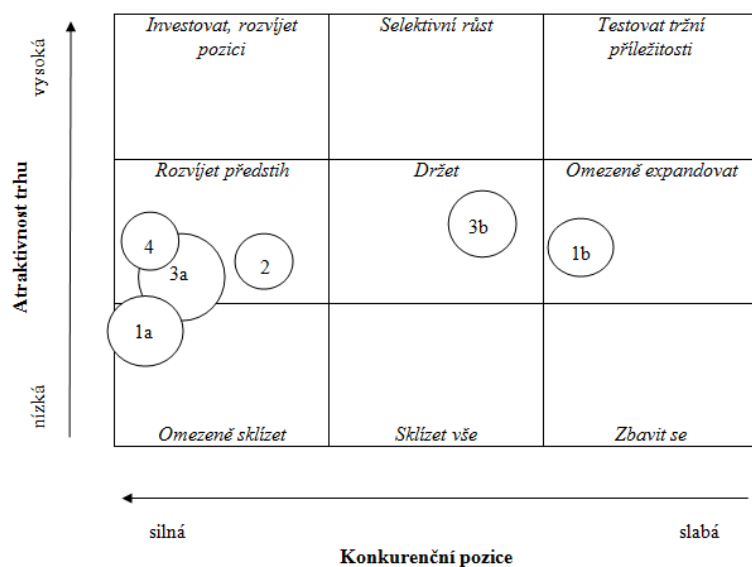 Investovat, rozvíjet
pozici
Selektivní růst
Testovat tržní
příležitosti
vysoká
Atraktivnost trhu
nízká
Rozvíjet předstih
Držet
Omezeně expandovat
4
3a
2
3b
1b
1a
Omezeně sklízet
Sklízet vše
Zbavit se
silná
slabá
Konkurenční pozice